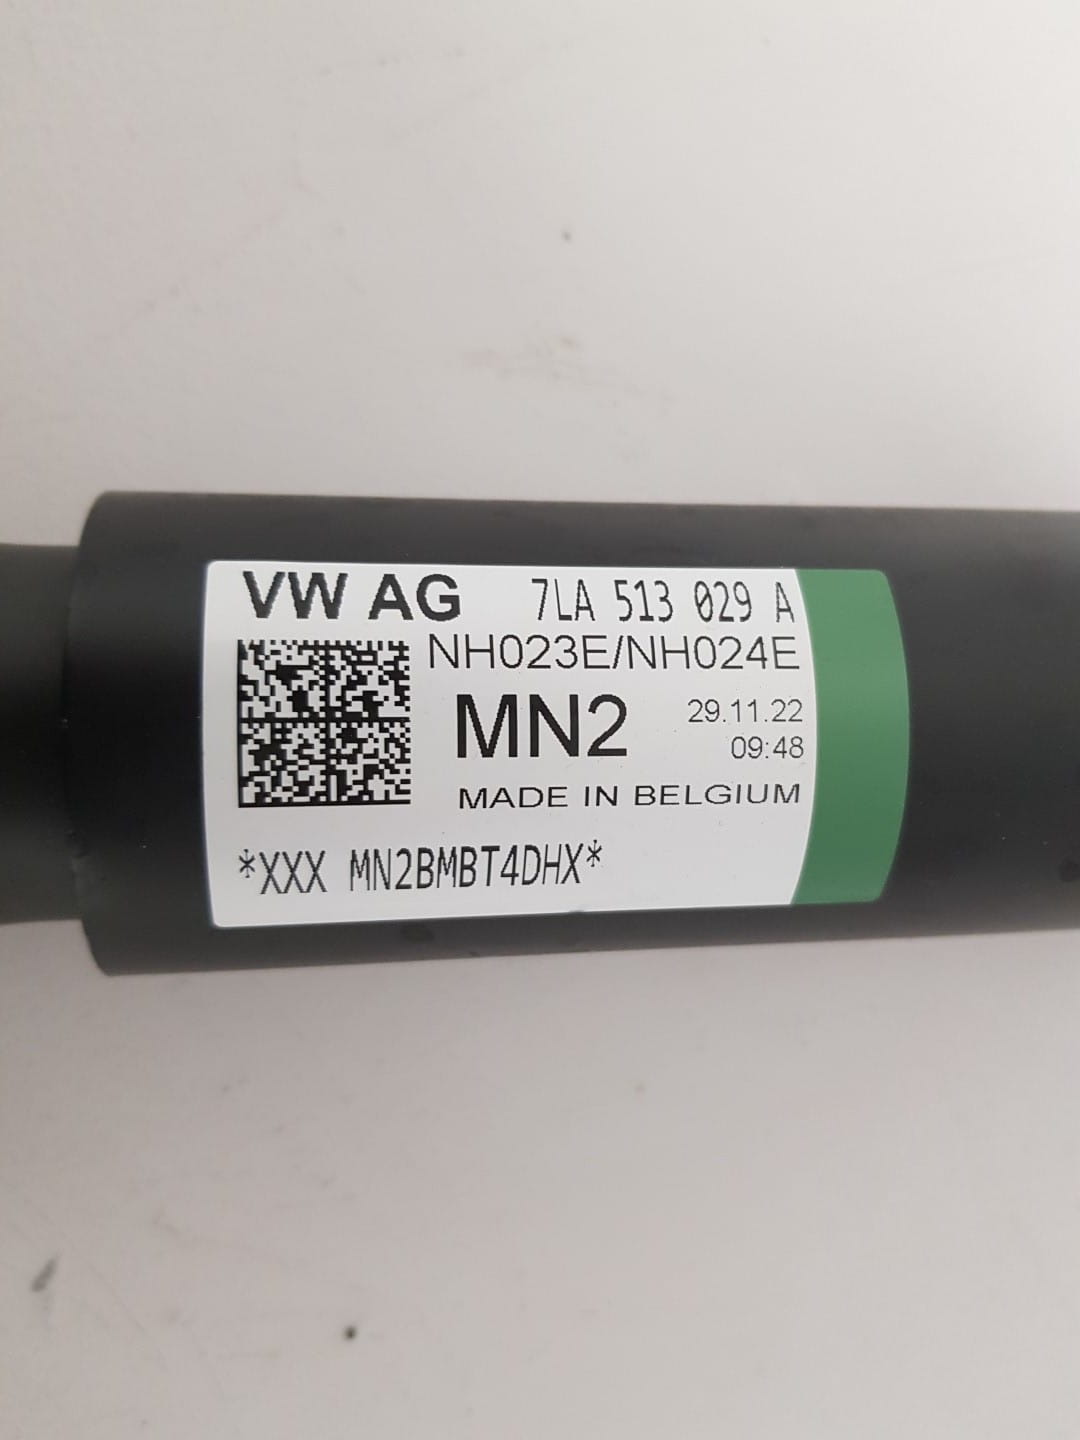 VW AG 7LA 513 029 A
NH023E/NH024E
MN2 29.11.22
09:48
MADE IN BELGIUM
*XXX MN2BMBT4DHX*